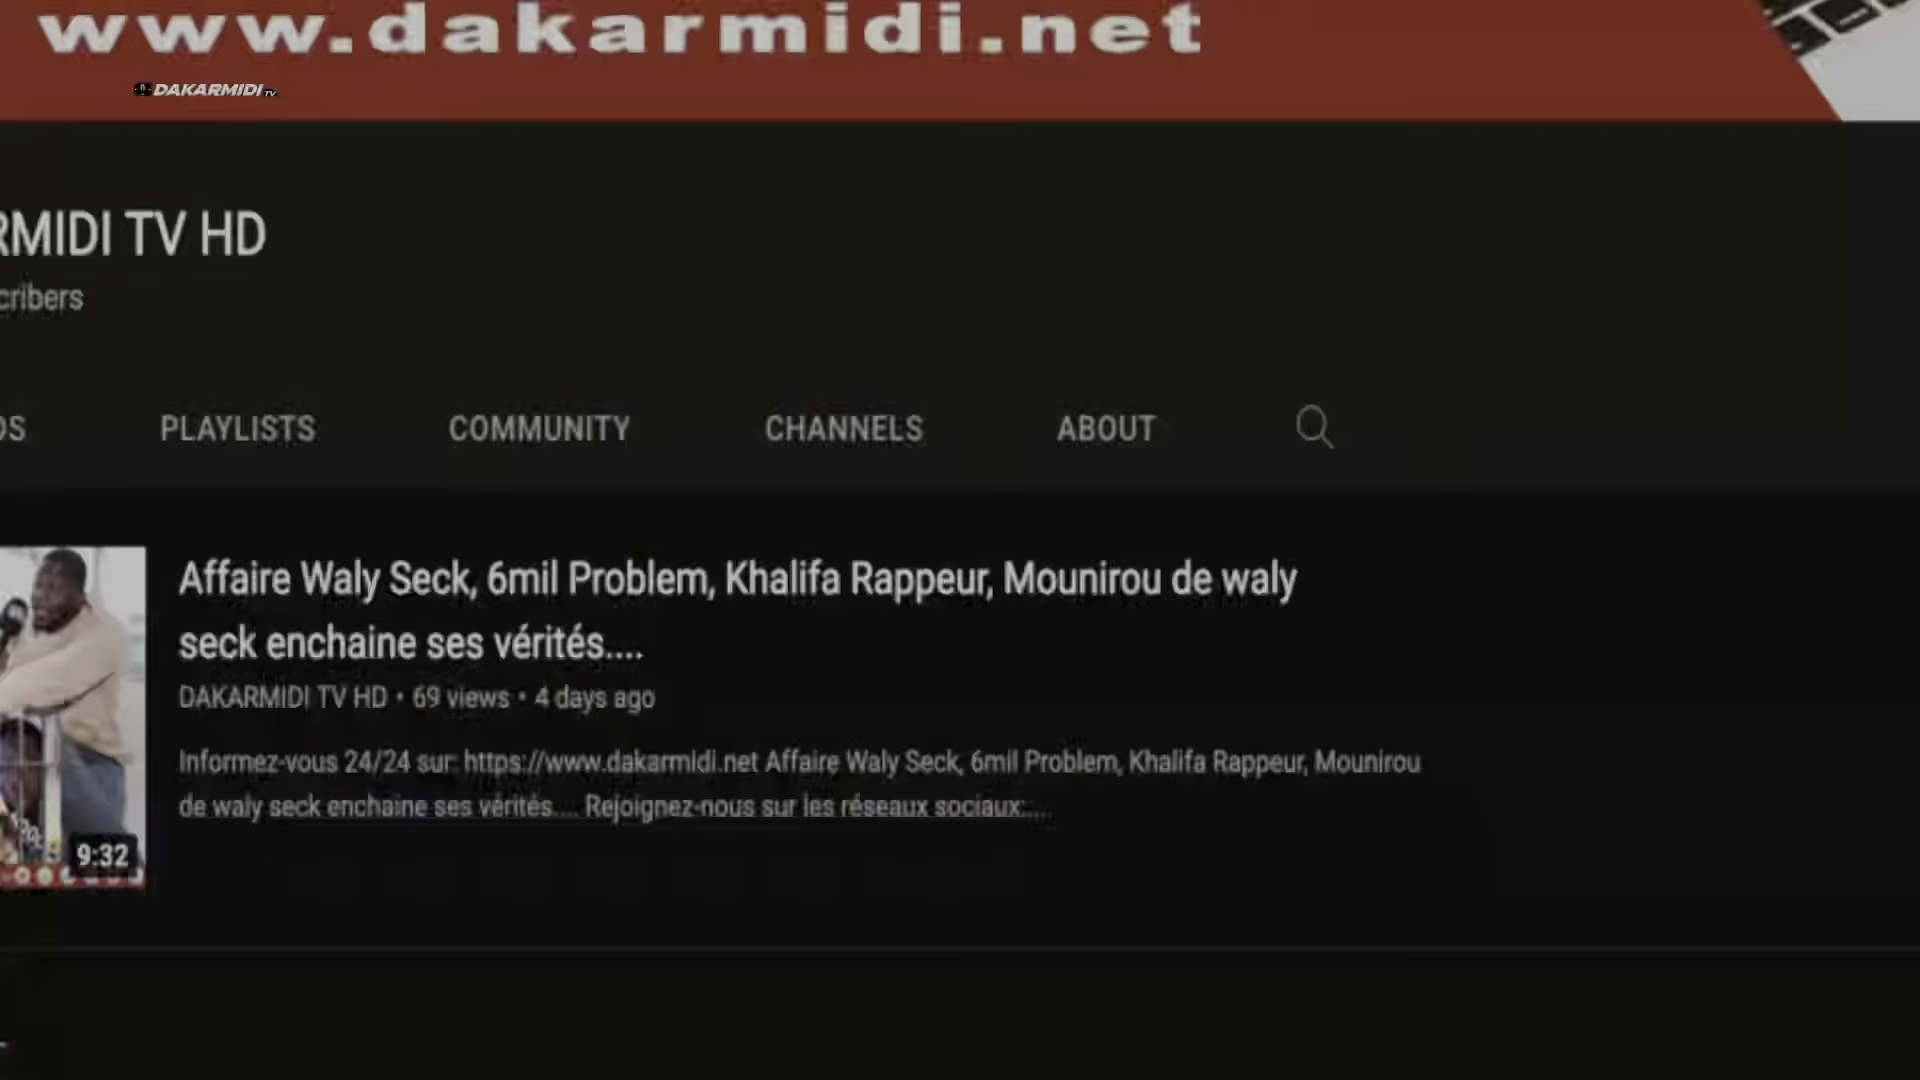 www.dakarmidi.net
DAKARMIDI TV
RMIDI TV HD
cribers
OS PLAYLISTS COMMUNITY CHANNELS ABOUT
Affaire Waly Seck, 6mil Problem, Khalifa Rappeur, Mounirou de waly
seck enchaine ses vérités....
DAKARMIDI TV HD • 69 views • 4 days ago
Informez-vous 24/24 sur: https://www.dakarmidi.net Affaire Waly Seck, 6mil Problem, Khalifa Rappeur, Mounirou
de waly seck enchaine ses vérités.... Rejoignez-nous sur les réseaux sociaux:...
9:32